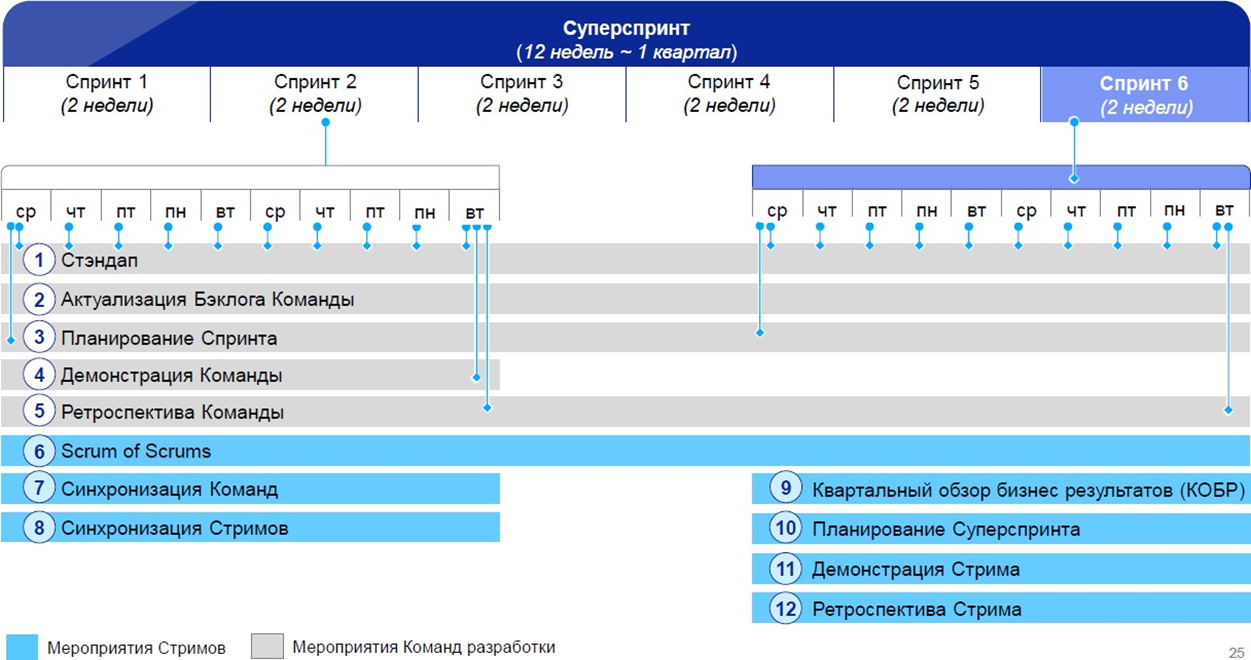 Суперспринт
(12 недель ~ 1 квартал)
Спринт 1 Спринт 2 Спринт 3 Спринт 4 Спринт 5 Спринт 6
(2 недели) (2 недели) (2 недели) (2 недели) (2 недели) (2 недели)
ср чт пт пн вт ср чт пт пн вт ср чт пт пн вт ср чт пт пн вт
1 Стэндап
2 Актуализация Бэклога Команды
3 Планирование Спринта
4 Демонстрация Команды
5 Ретроспектива Команды
6 Scrum of Scrums
7 Синхронизация Команд 9 Квартальный обзор бизнес результатов (КОБР)
8 Синхронизация Стримов 10 Планирование Суперспринта
11 Демонстрация Стрима
12 Ретроспектива Стрима
Мероприятия Стримов Мероприятия Команд разработки
25